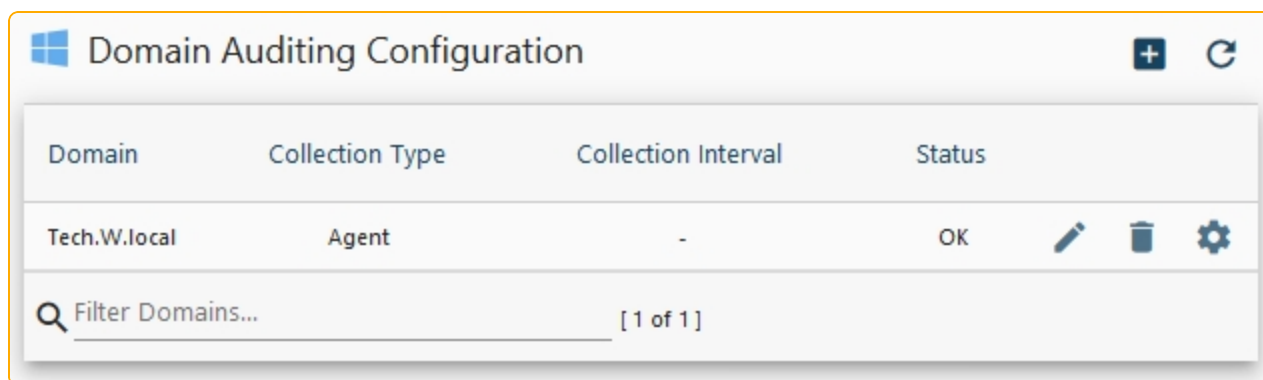 Domain Auditing Configuration
Domain Collection Type Collection Interval Status
Tech.W.local Agent - OK
Filter Domains... [ 1 of 1 ]